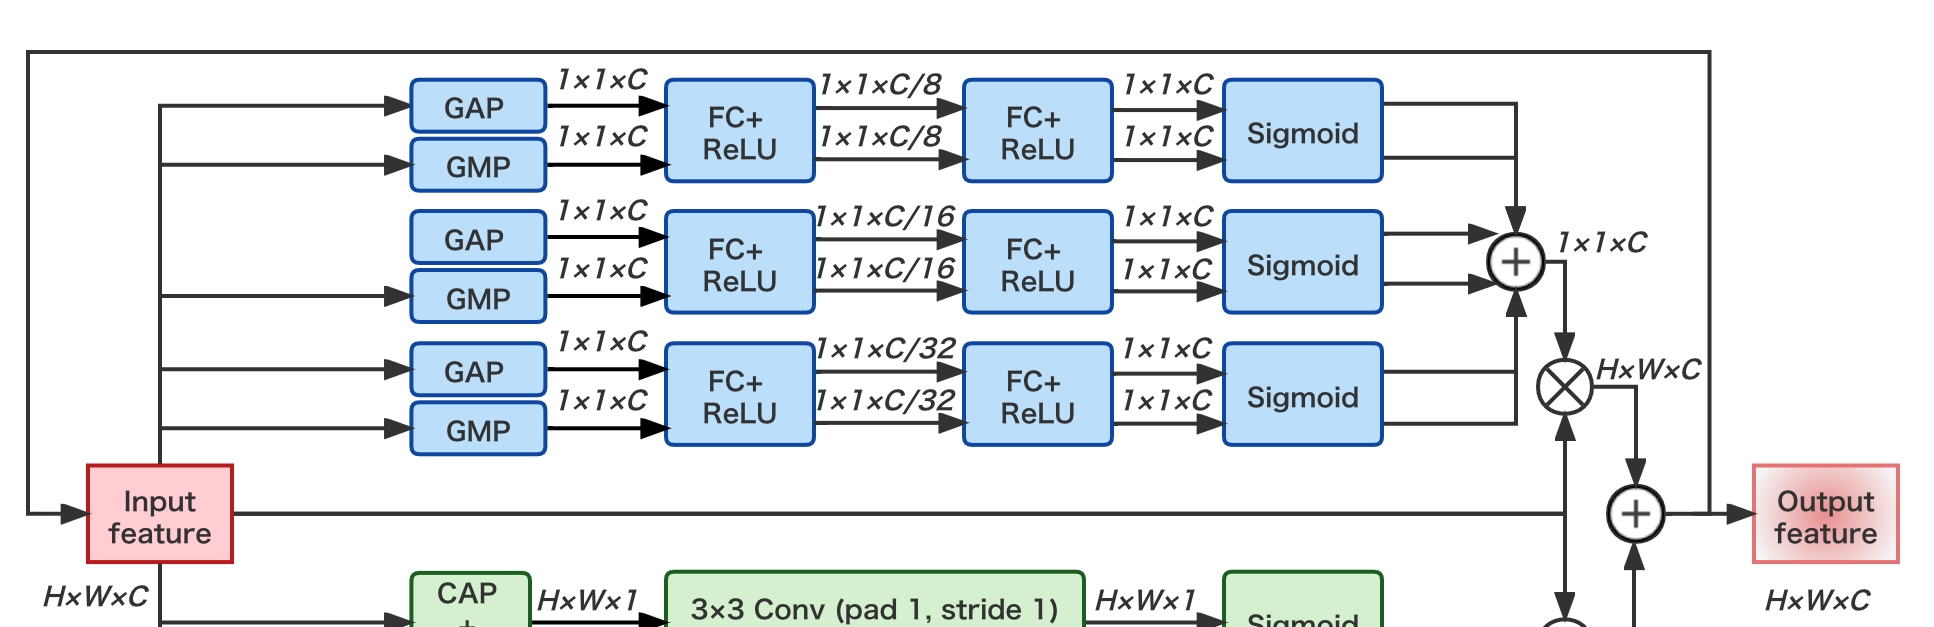 GAP
1×1×C
GMP
1×1×C
FC+
ReLU
1×1×C/8
1×1×C/8
FC+
ReLU
1×1×C
1×1×C
Sigmoid
GAP
1×1×C
GMP
1×1×C
FC+
ReLU
1×1×C/16
1×1×C/16
FC+
ReLU
1×1×C
1×1×C
Sigmoid
1×1×C
GAP
1×1×C
GMP
1×1×C
FC+
ReLU
1×1×C/32
1×1×C/32
FC+
ReLU
1×1×C
1×1×C
Sigmoid
H×W×C
Input
feature
Output
feature
H×W×C
CAP
+
H×W×1
3×3 Conv (pad 1, stride 1)
H×W×1
Sigmoid
H×W×C